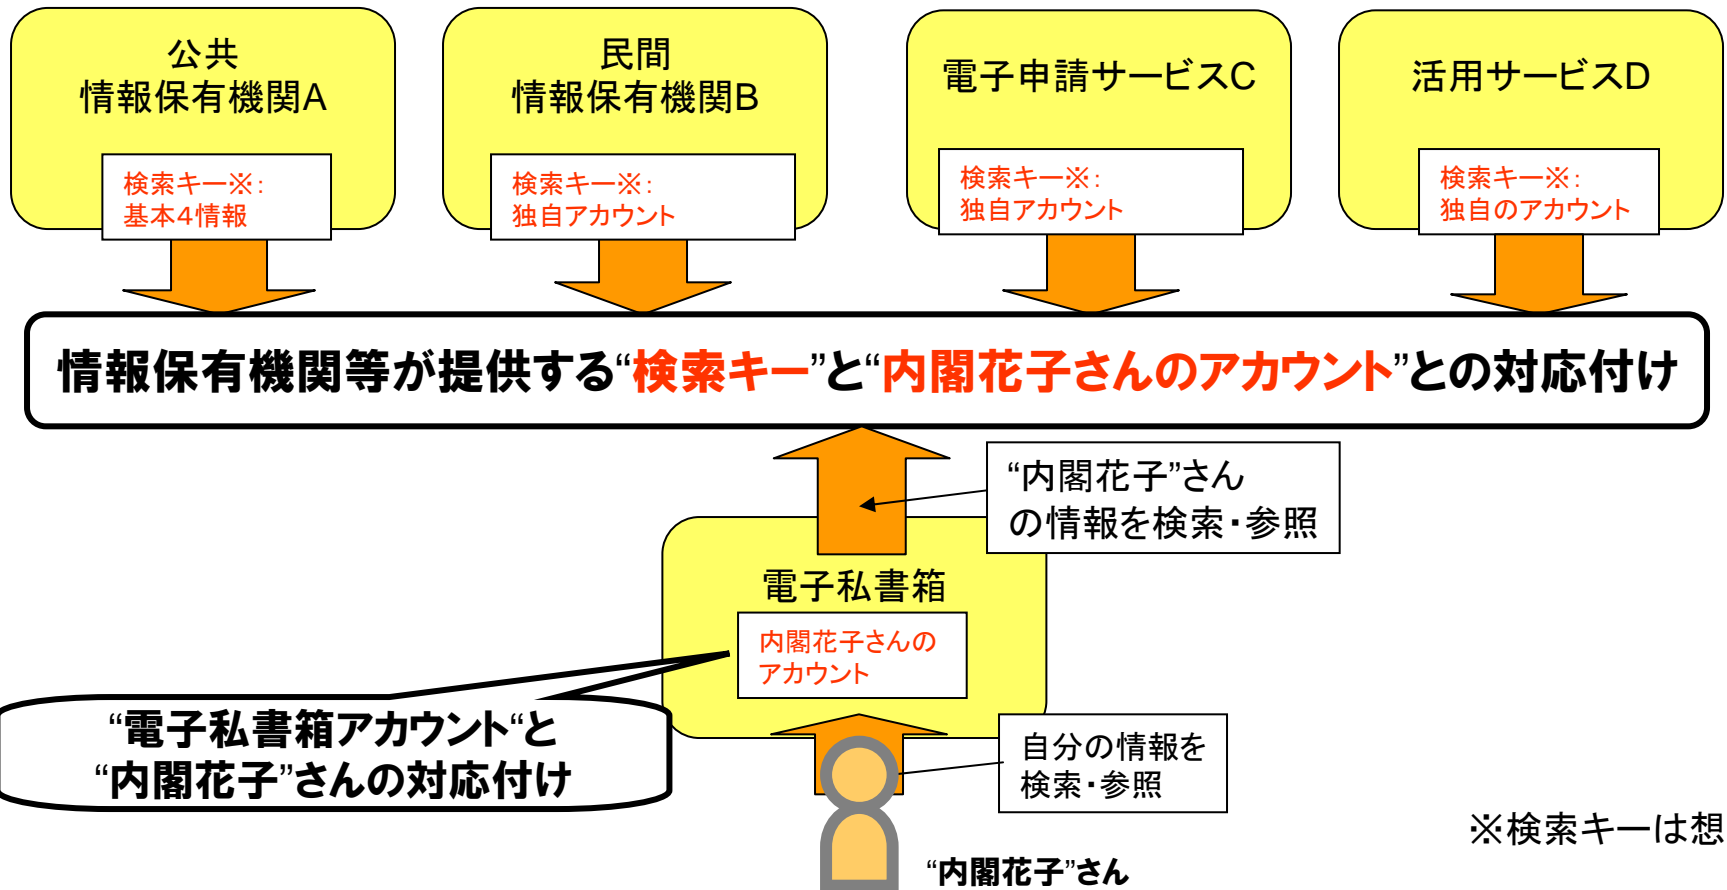 公共
情報保有機関A
検索キー※:
基本4情報
民間
情報保有機関B
検索キー※:
独自アカウント
電子申請サービスC
検索キー※:
独自アカウント
活用サービスD
検索キー※:
独自のアカウント
情報保有機関等が提供する“検索キー”と“内閣花子さんのアカウント”との対応付け
“内閣花子”さん
の情報を検索・参照
電子私書箱
内閣花子さんの
アカウント
“電子私書箱アカウント“と
“内閣花子”さんの対応付け
自分の情報を
検索・参照
※検索キーは想
“内閣花子”さん